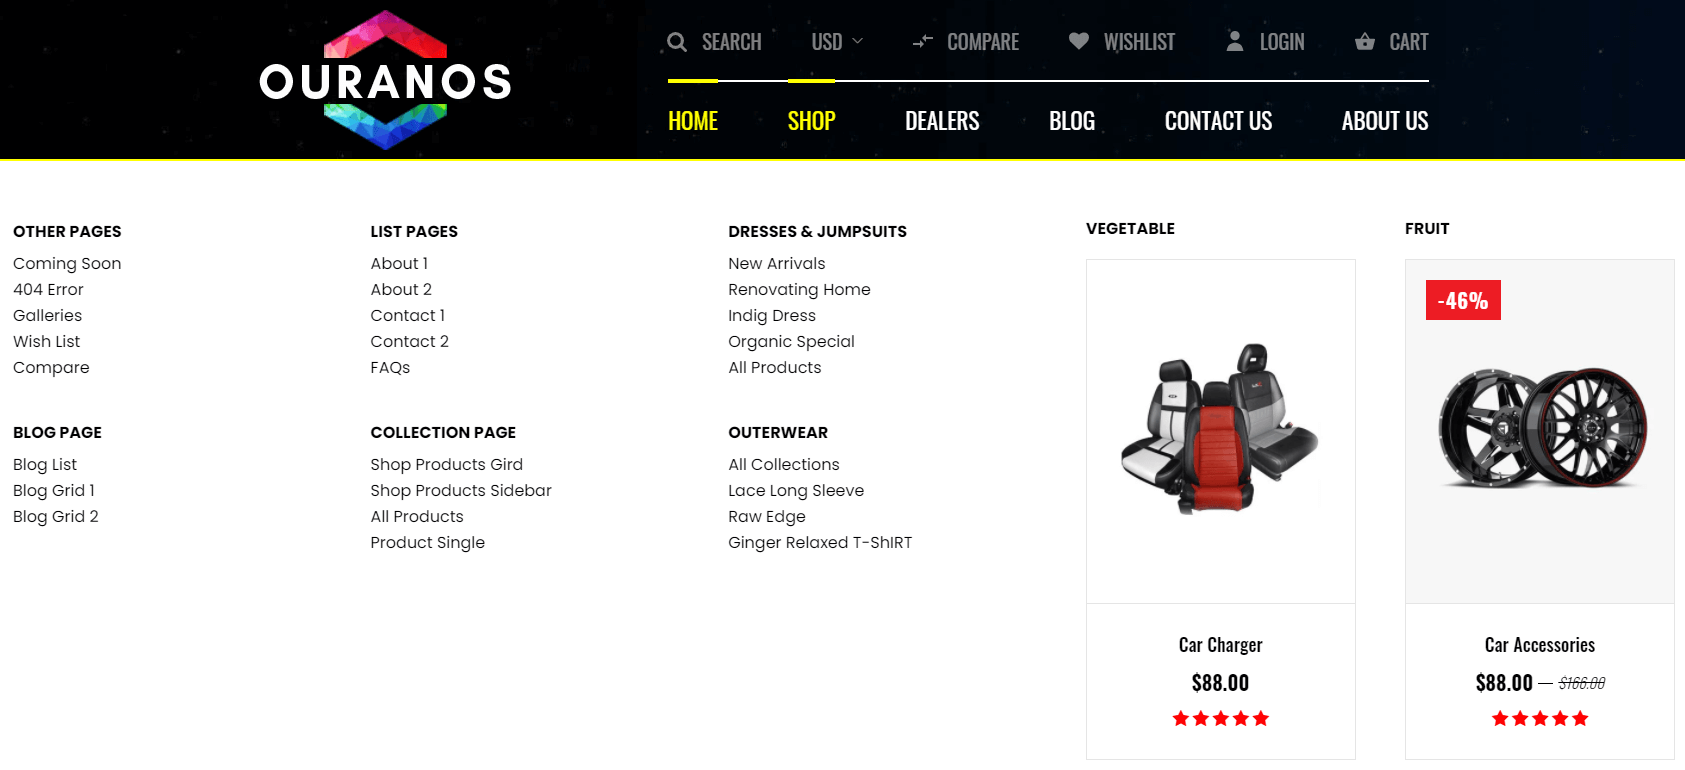 OURANOS
SEARCH USD COMPARE WISHLIST LOGIN CART
HOME SHOP DEALERS BLOG CONTACT US ABOUT US
OTHER PAGES
Coming Soon
404 Error
Galleries
Wish List
Compare
LIST PAGES
About 1
About 2
Contact 1
Contact 2
FAQs
DRESSES & JUMPSUITS
New Arrivals
Renovating Home
Indig Dress
Organic Special
All Products
BLOG PAGE
Blog List
Blog Grid 1
Blog Grid 2
COLLECTION PAGE
Shop Products Gird
Shop Products Sidebar
All Products
Product Single
OUTERWEAR
All Collections
Lace Long Sleeve
Raw Edge
Ginger Relaxed T-ShIRT
VEGETABLE
Car Charger
$88.00
FRUIT
-46%
Car Accessories
$88.00 — $166.00